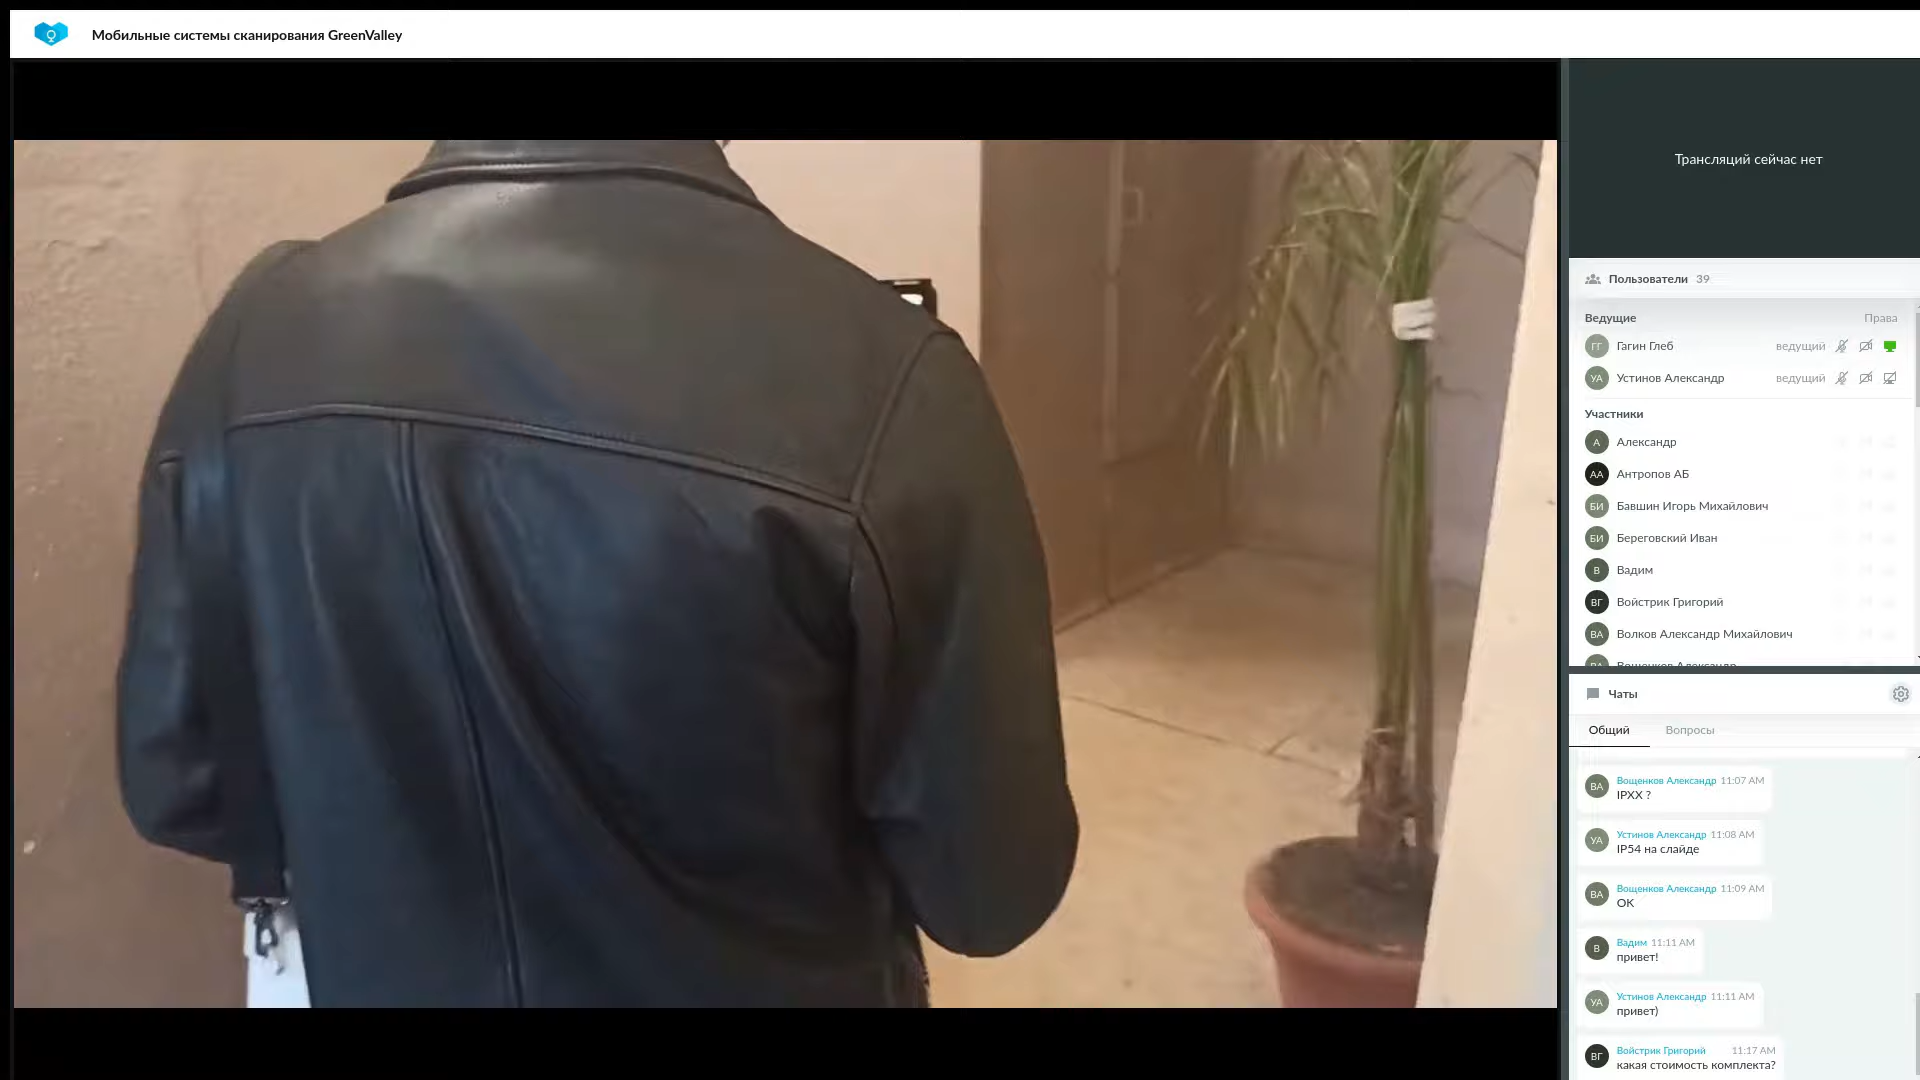 Мобильные системы сканирования GreenValley
Трансляций сейчас нет
Пользователи 39
Ведущие Права
ГГ Гагин Глеб ведущий
УА Устинов Александр ведущий
Участники
А Александр
АА Антропов АБ
БИ Бавшин Игорь Михайлович
БИ Береговский Иван
В Вадим
ВГ Войстрик Григорий
ВА Волков Александр Михайлович
ВА Вощенков Александр
Чаты
Общий Вопросы
Вощенков Александр 11:07 AM
ВА IPXX ?
Устинов Александр 11:08 AM
УА IP54 на слайде
Вощенков Александр 11:09 AM
ВА OK
Вадим 11:11 AM
В привет!
Устинов Александр 11:11 AM
УА привет)
Войстрик Григорий 11:17 AM
ВГ какая стоимость комплекта?